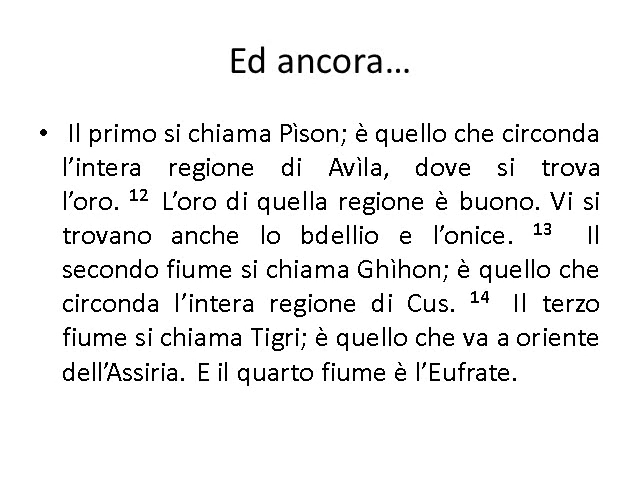 Ed ancora…
• Il primo si chiama Pìson; è quello che circonda
l’intera regione di Avìla, dove si trova
l’oro. 12 L’oro di quella regione è buono. Vi si
trovano anche lo bdellio e l’onice. 13 Il
secondo fiume si chiama Ghìhon; è quello che
circonda l’intera regione di Cus. 14 Il terzo
fiume si chiama Tigri; è quello che va a oriente
dell’Assiria. E il quarto fiume è l’Eufrate.